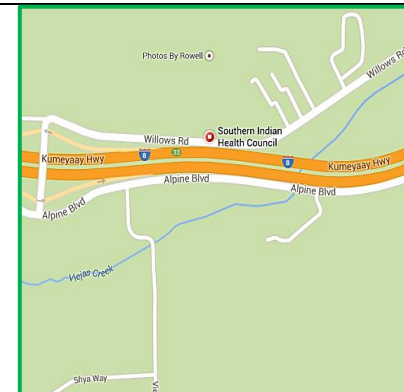 Photos By Rowell
Willows Rd
Southern Indian
Health Council
Willows Rd
Kumeyaay Hwy
8
33
8
Kumeyaay Hwy
Alpine Blvd
Alpine Blvd
Alpine Blvd
Viejas Creek
Shya Way